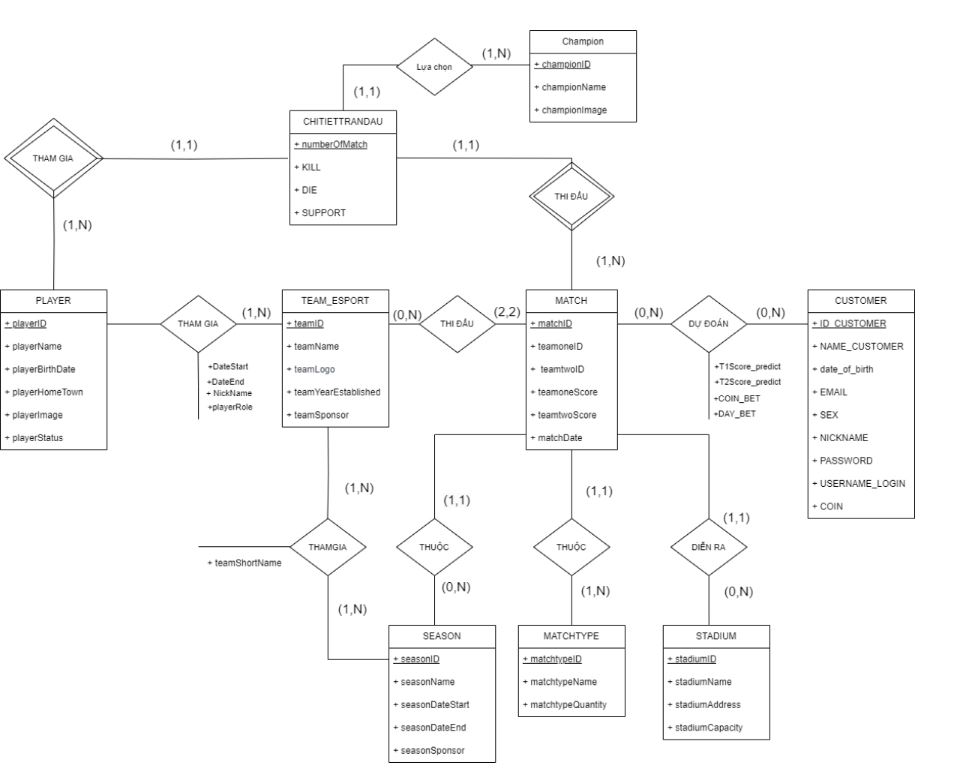 Champion
+ championID
+ championName
+ championImage
Lưa chọn
(1,N)
(1,1)
CHITIETTRANDAU
+ numberOfMatch
+ KILL
+ DIE
+ SUPPORT
THAM GIA
(1,1)
(1,N)
(1,1)
THI ĐẤU
(1,N)
PLAYER
+ playerID
+ playerName
+ playerBirthDate
+ playerHomeTown
+ playerImage
+ playerStatus
THAM GIA
(1,N)
+DateStart
+DateEnd
+ NickName
+playerRole
TEAM_ESPORT
+ teamID
+ teamName
+ teamLogo
+ teamYearEstablished
+ teamSponsor
(0,N)
THI ĐẤU
(2,2)
MATCH
+ matchID
+ teamoneID
+ teamtwoID
+ teamoneScore
+ teamtwoScore
+ matchDate
(0,N)
DỰ ĐOÁN
(0,N)
+T1Score_predict
+T2Score_predict
+COIN_BET
+DAY_BET
CUSTOMER
+ ID_CUSTOMER
+ NAME_CUSTOMER
+ date_of_birth
+ EMAIL
+ SEX
+ NICKNAME
+ PASSWORD
+ USERNAME_LOGIN
+ COIN
(1,N)
THAMGIA
+ teamShortName
(1,N)
(1,1)
THUỘC
(0,N)
(1,1)
THUỘC
(1,N)
(1,1)
DIỄN RA
(0,N)
SEASON
+ seasonID
+ seasonName
+ seasonDateStart
+ seasonDateEnd
+ seasonSponsor
MATCHTYPE
+ matchtypeID
+ matchtypeName
+ matchtypeQuantity
STADIUM
+ stadiumID
+ stadiumName
+ stadiumAddress
+ stadiumCapacity